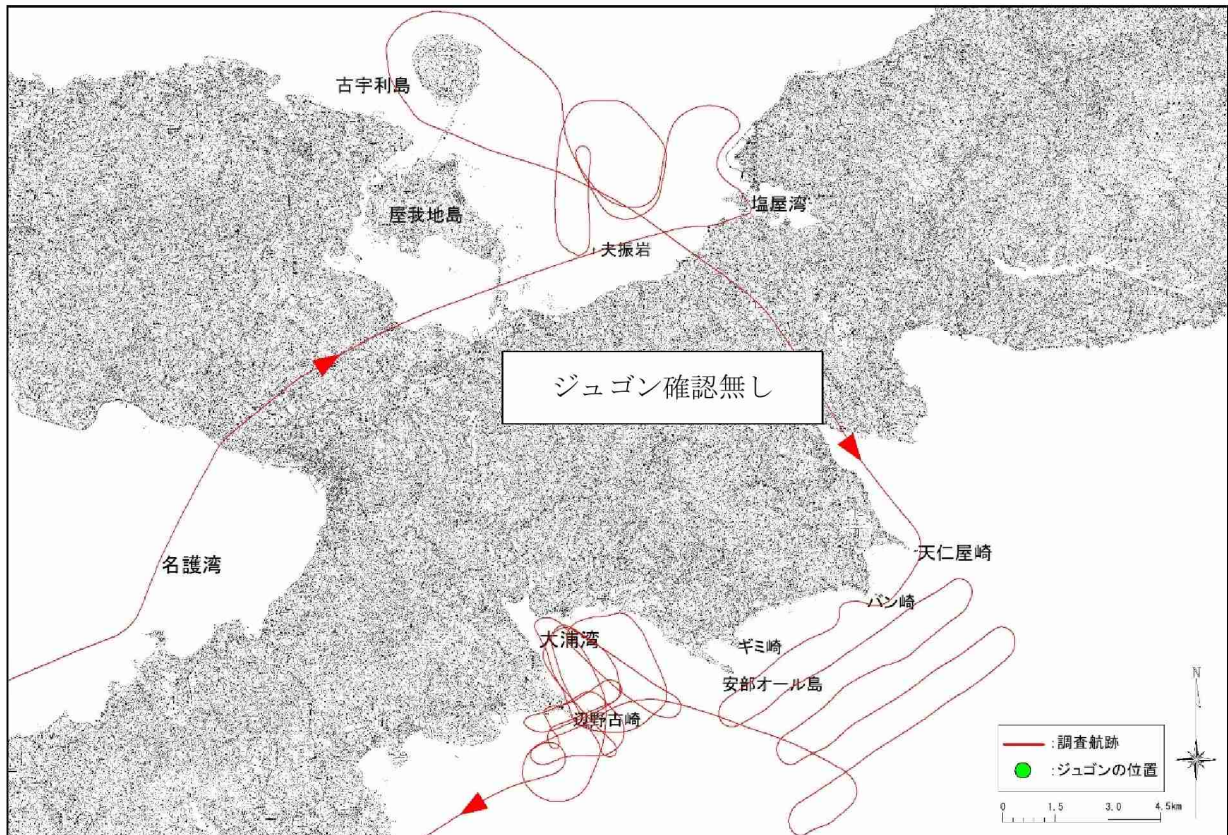 古宇利島
屋我地島
塩屋湾
夫振岩
ジュゴン確認無し
名護湾
天仁屋崎
バン崎
大浦湾
ギミ崎
安部オール島
辺野古崎
N
:調査航跡
:ジュゴンの位置
0 1.5 3.0 4.5km